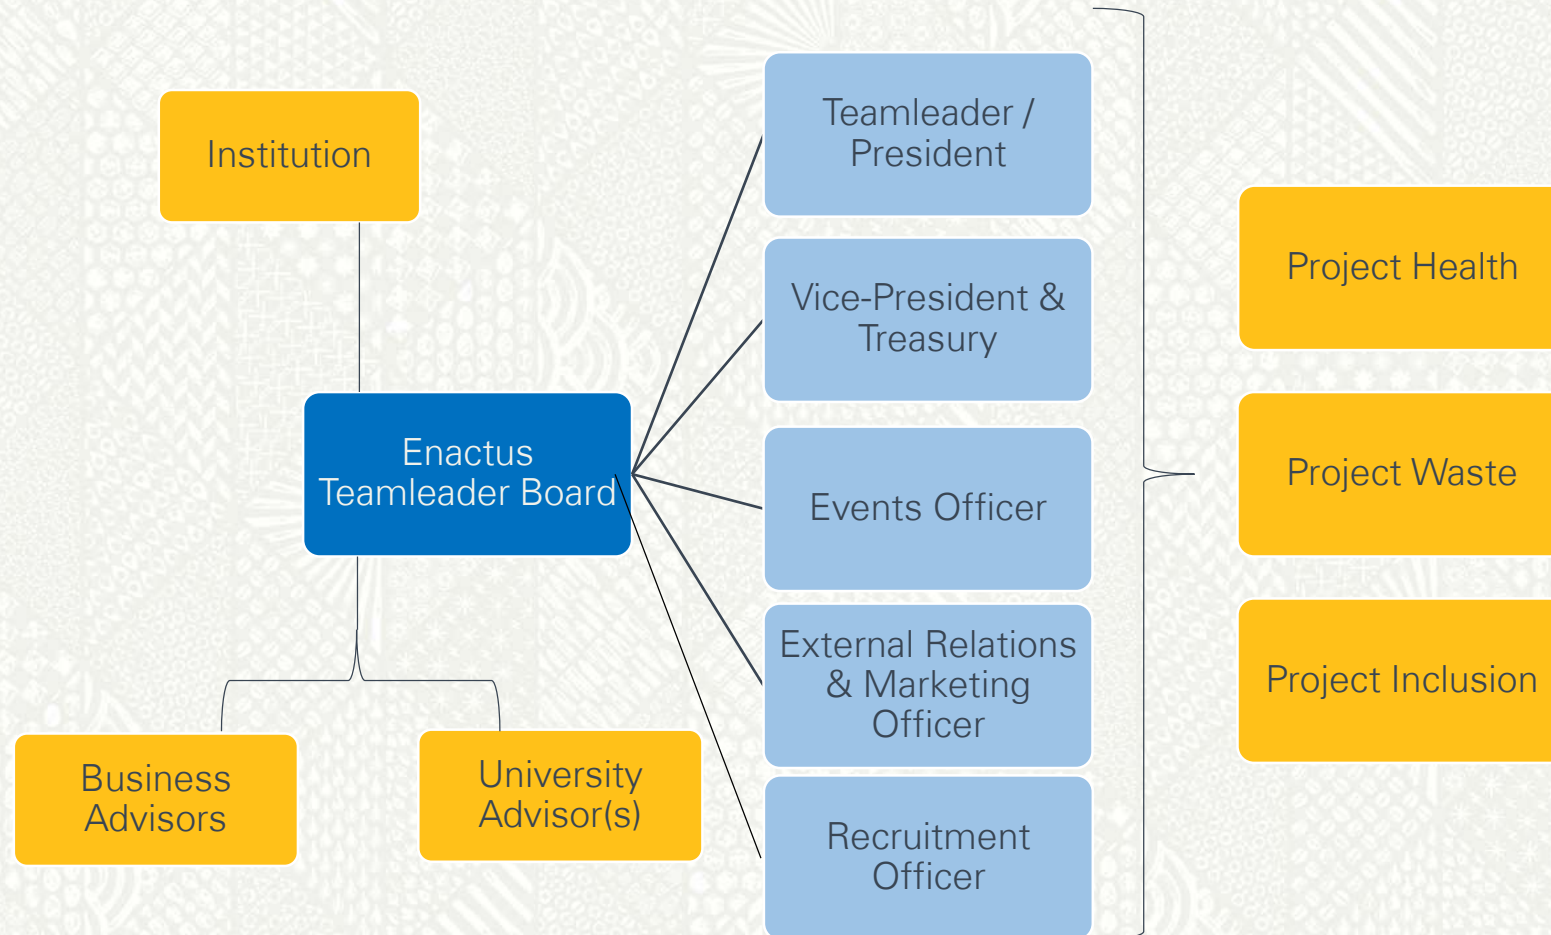 Institution
Enactus
Teamleader Board
Business
Advisors
University
Advisor(s)
Teamleader /
President
Vice-President &
Treasury
Events Officer
External Relations
& Marketing
Officer
Recruitment
Officer
Project Health
Project Waste
Project Inclusion